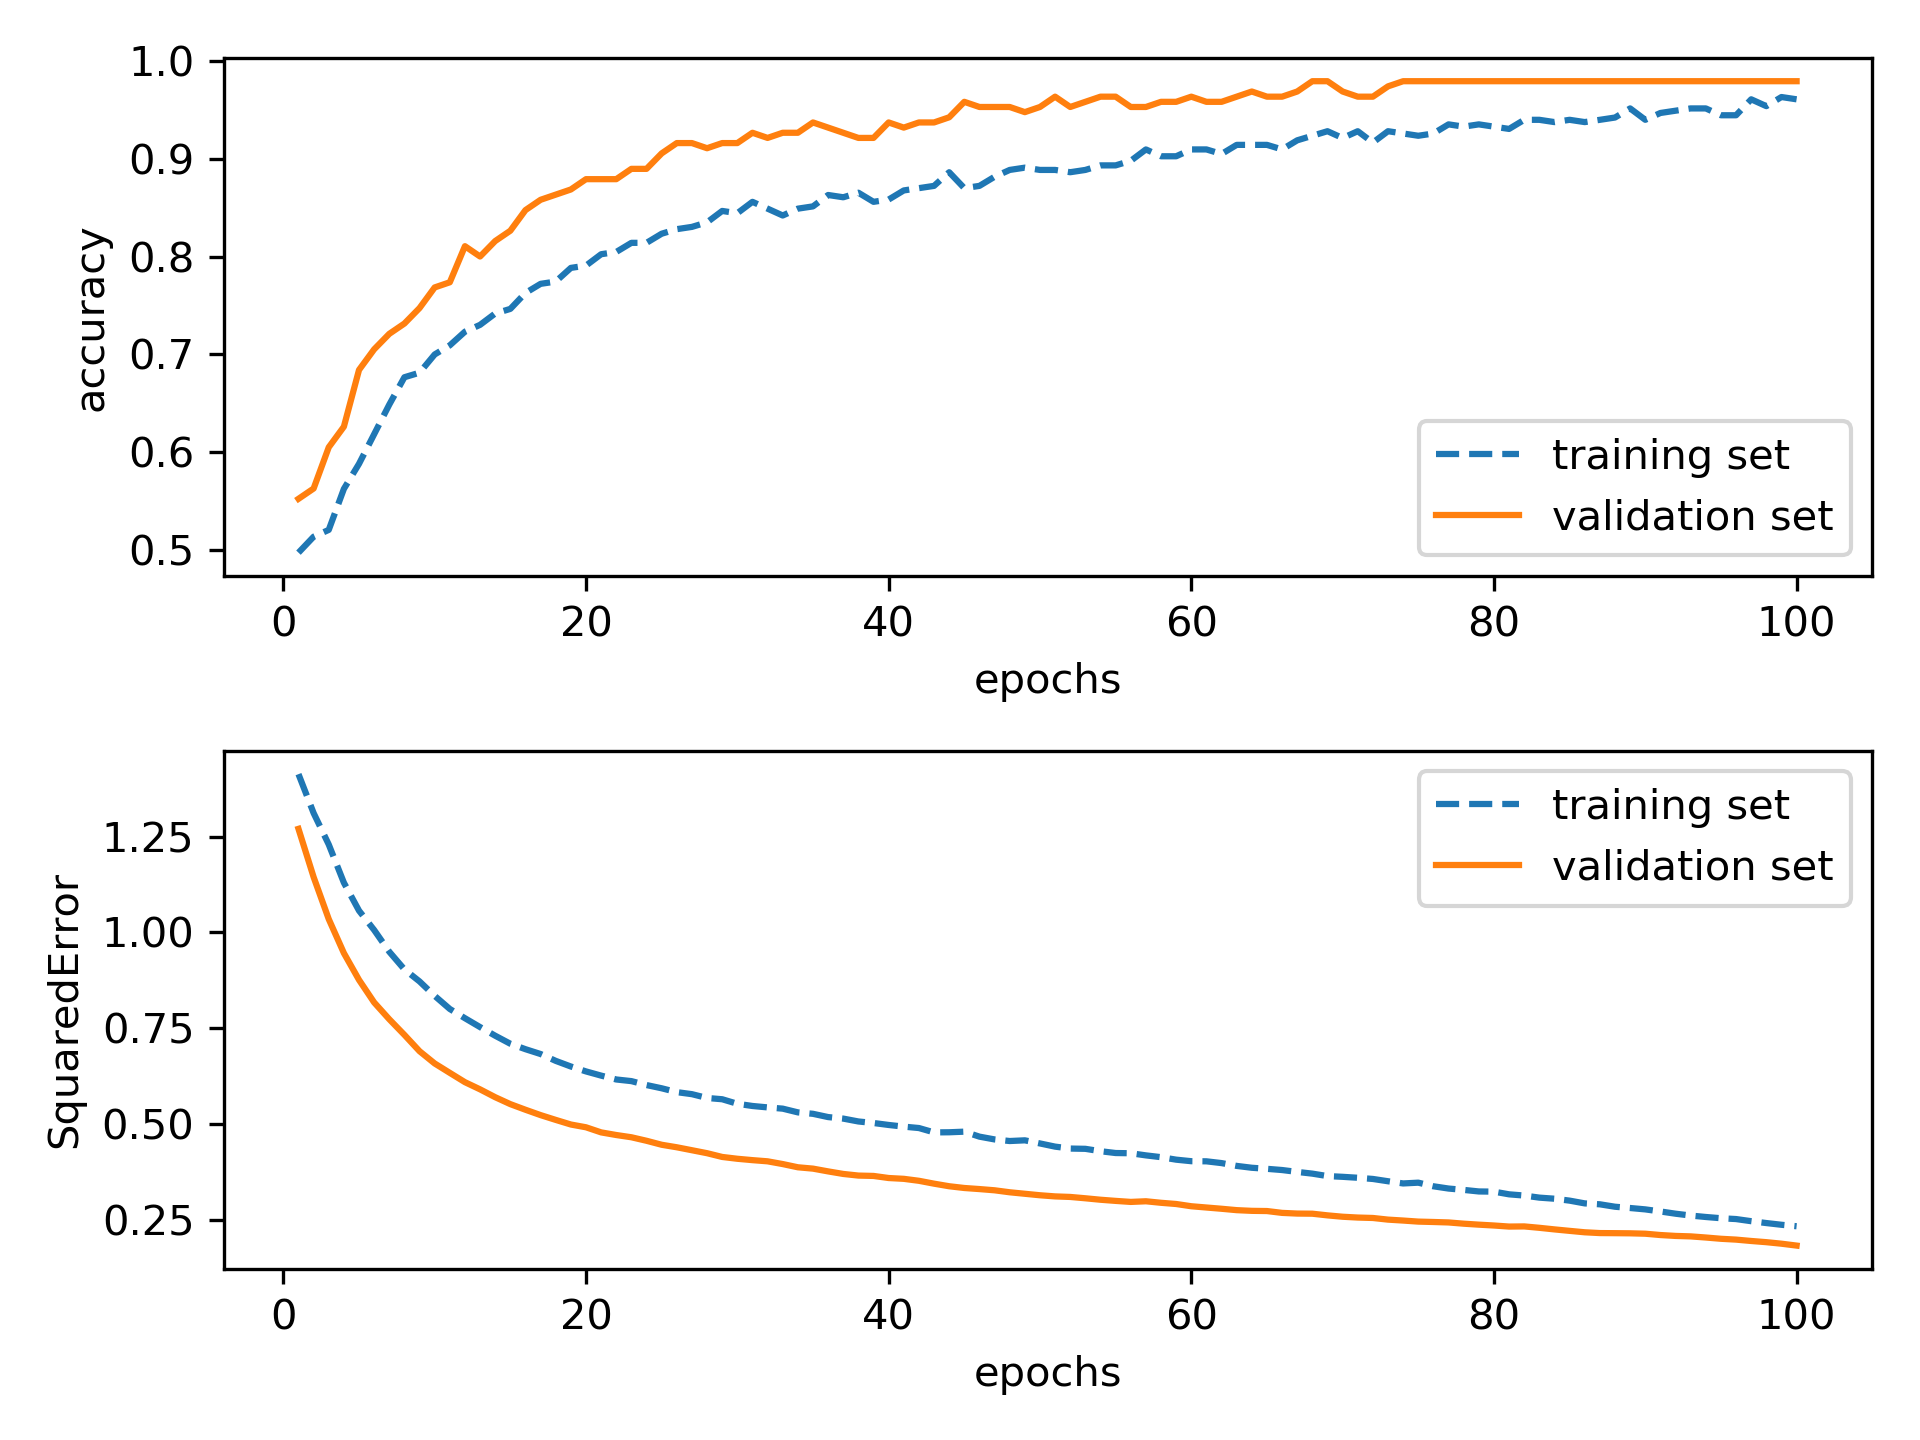 1.0
0.9
0.8
0.7
0.6
0.5
accuracy
training set
validation set
0 20 40 60 80 100
epochs
1.25
1.00
0.75
0.50
0.25
SquaredError
training set
validation set
0 20 40 60 80 100
epochs